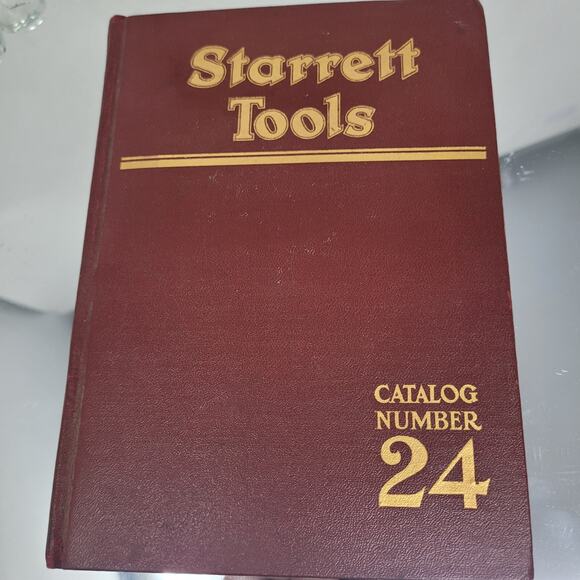 Starrett
Tools
CATALOG
NUMBER
24